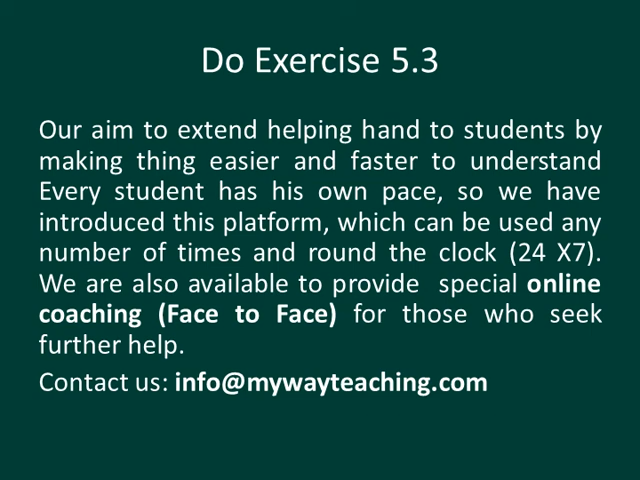 Do Exercise 5.3
Our aim to extend helping hand to students by
making thing easier and faster to understand
Every student has his own pace, so we have
introduced this platform, which can be used any
number of times and round the clock (24 X7).
We are also available to provide special online
coaching (Face to Face) for those who seek
further help.
Contact us: info@mywayteaching.com